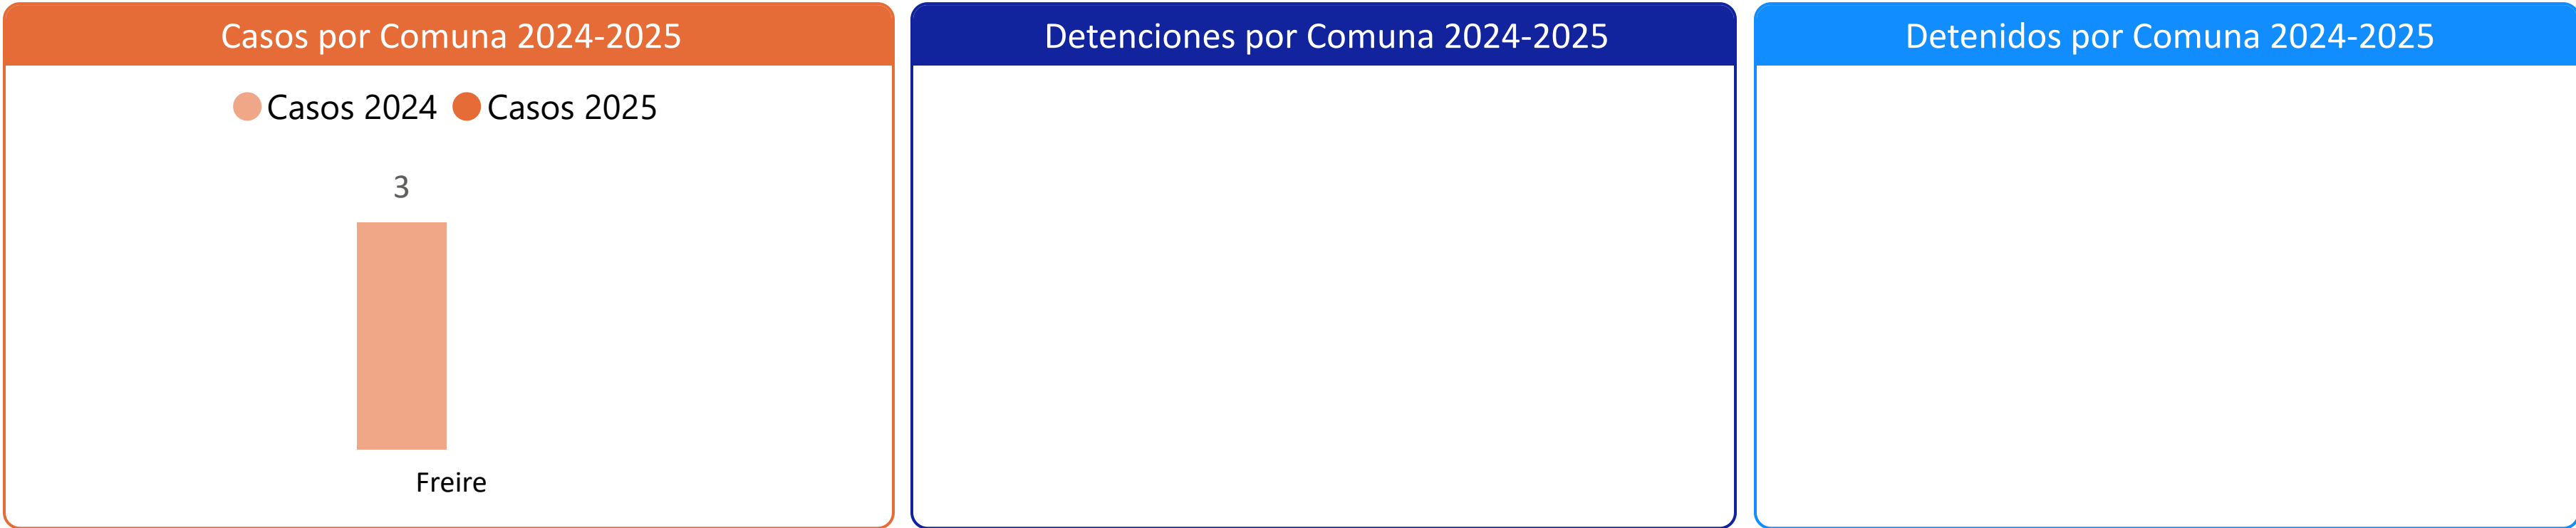 Casos por Comuna 2024-2025
Casos 2024 Casos 2025
3
Freire
Detenciones por Comuna 2024-2025
Detenidos por Comuna 2024-2025